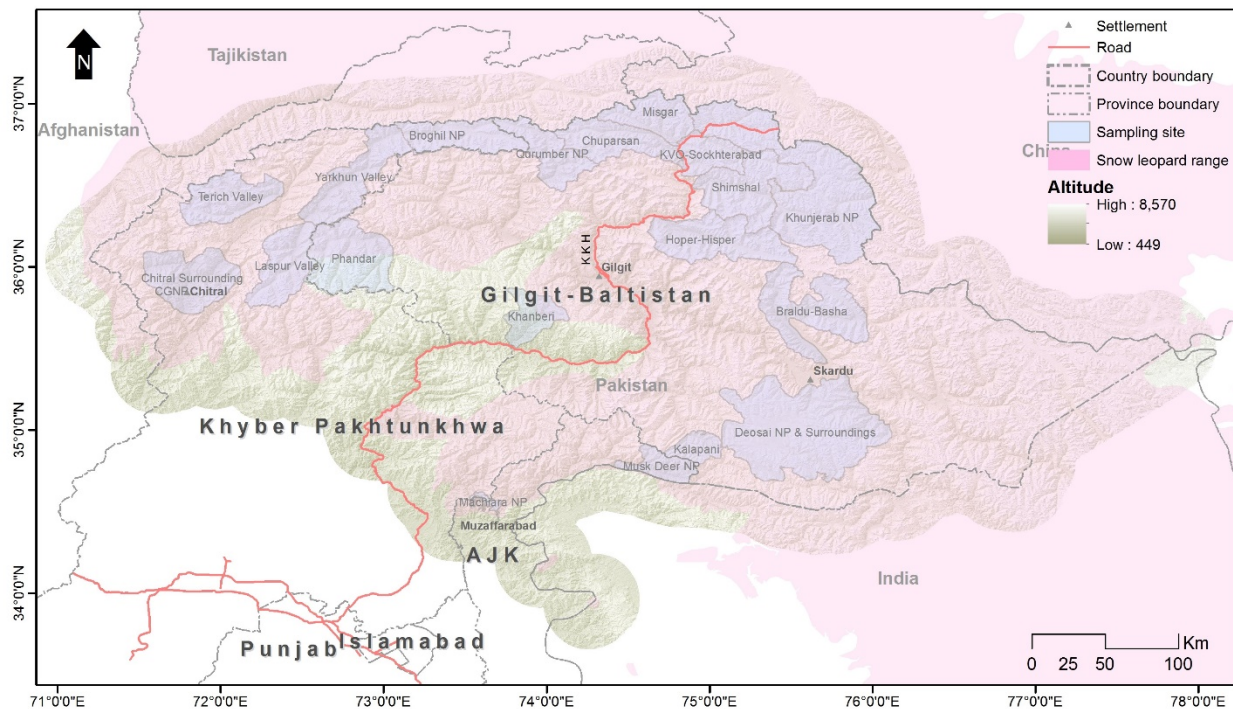 N
Tajikistan
Afghanistan
China
Pakistan
India
Settlement
Road
Country boundary
Province boundary
Sampling site
Snow leopard range
Altitude
High : 8,570
Low : 449
Misgar
Broghil NP
Chuparsan
Qurumber NP
KVO-Sockhterabad
Yarkhun Valley
Terich Valley
Shimshal
Khunjerab NP
Hoper-Hisper
Phandar
Laspur Valley
Chitral Surrounding
CGNP
Chitral
KKH
Gilgit
Gilgit-Baltistan
Khanberi
Braldu-Basha
Skardu
Khyber Pakhtunkhwa
Deosai NP & Surroundings
Kalapani
Musk Deer NP
Machiara NP
Muzaffarabad
AJK
Punjab
Islamabad
Km
0 25 50 100
37°0'0"N
36°0'0"N
35°0'0"N
34°0'0"N
71°0'0"E 72°0'0"E 73°0'0"E 74°0'0"E 75°0'0"E 76°0'0"E 77°0'0"E 78°0'0"E